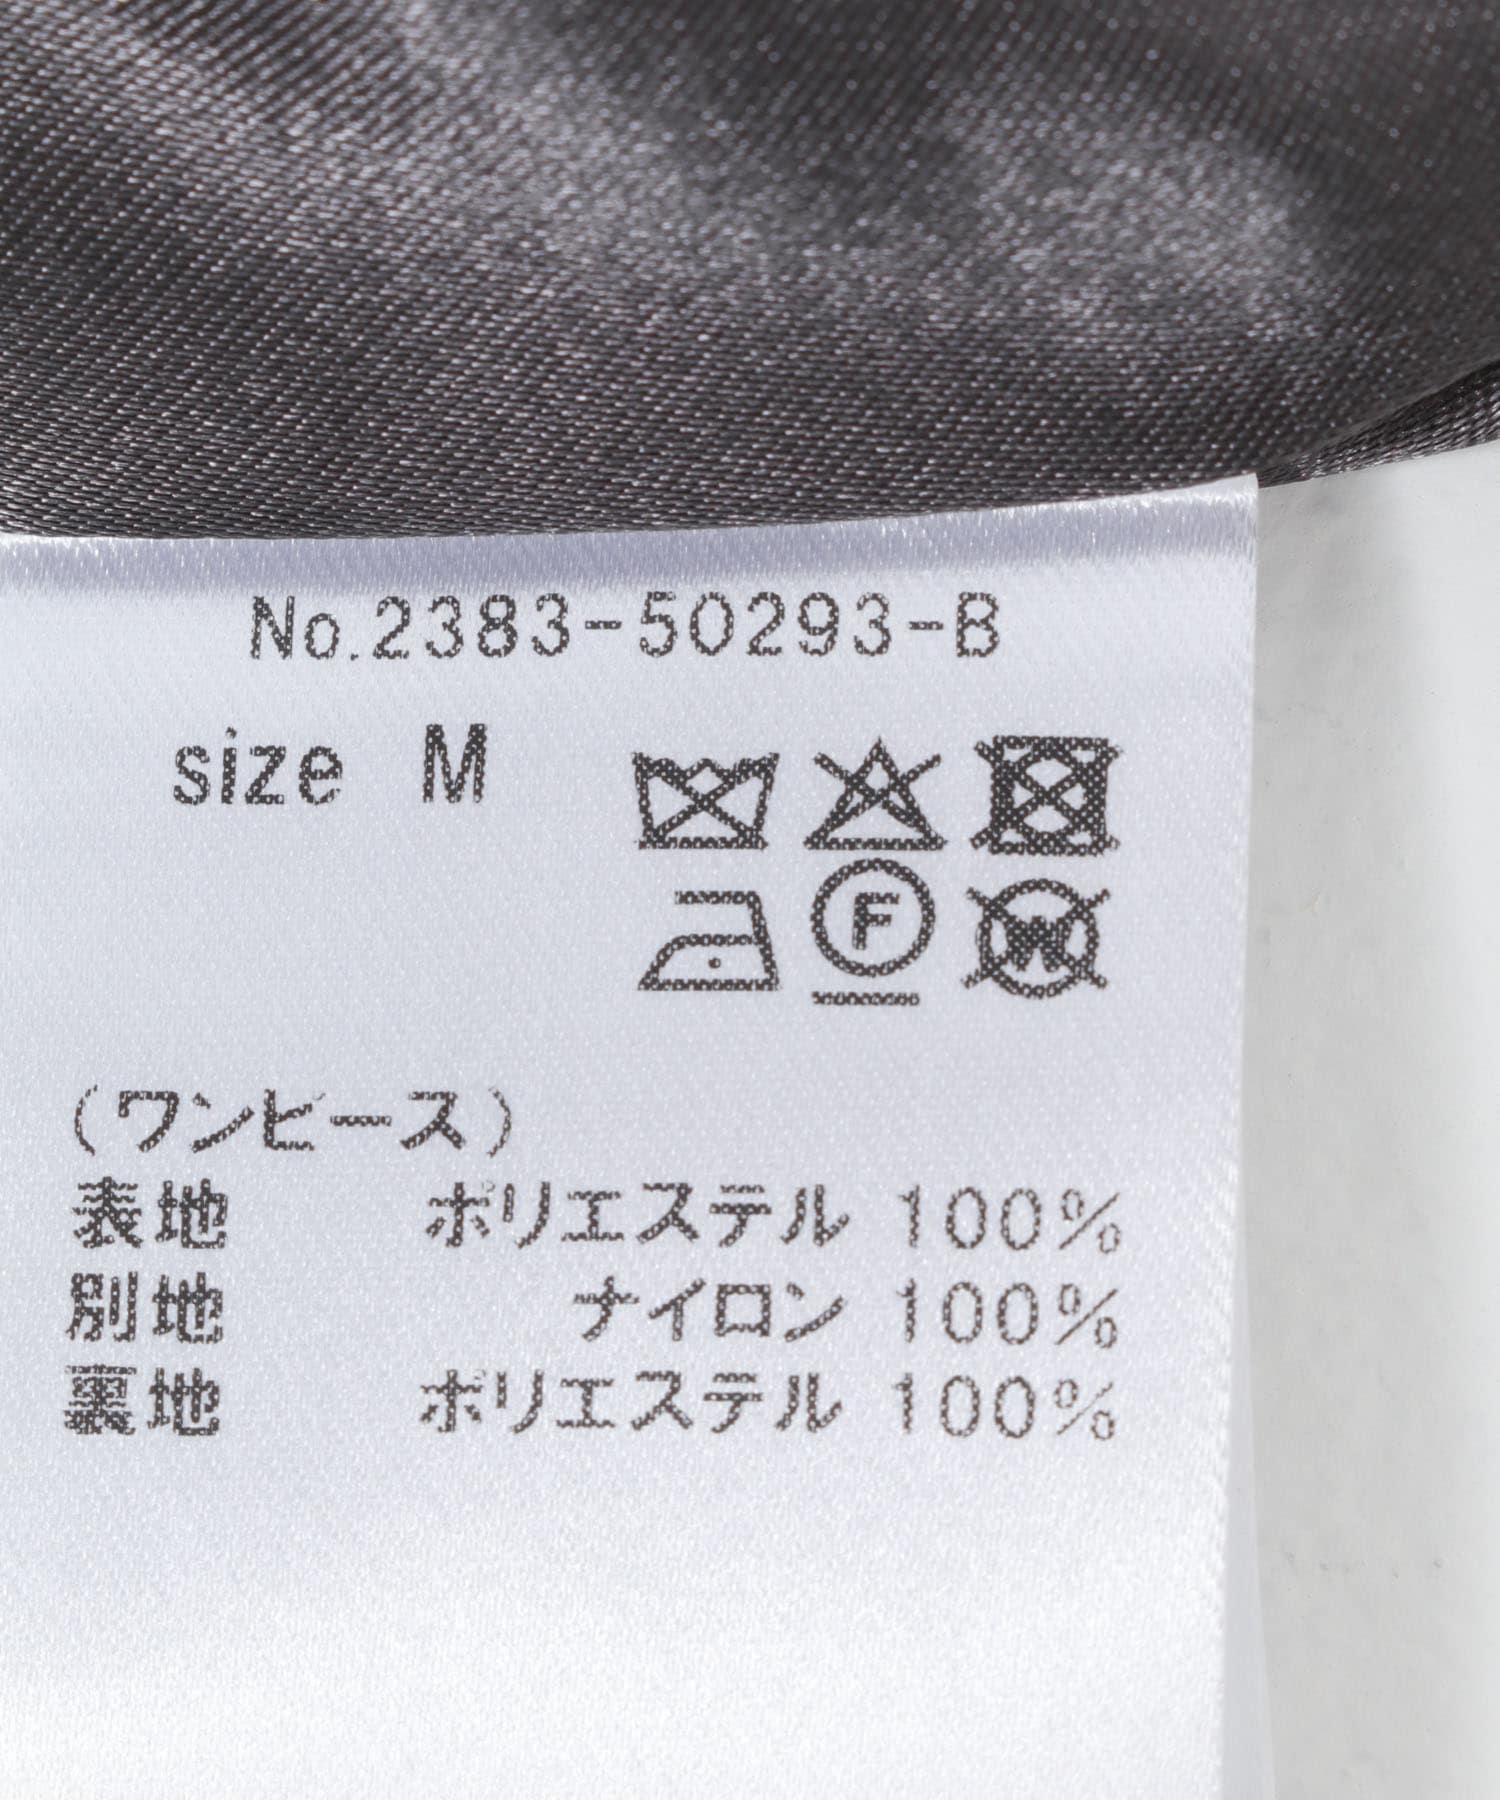 No.2383-50293-B
size M
F
W
(ワンピース)
表地 ポリエステル 100%
別地 ナイロン 100%
裏地 ポリエステル 100%